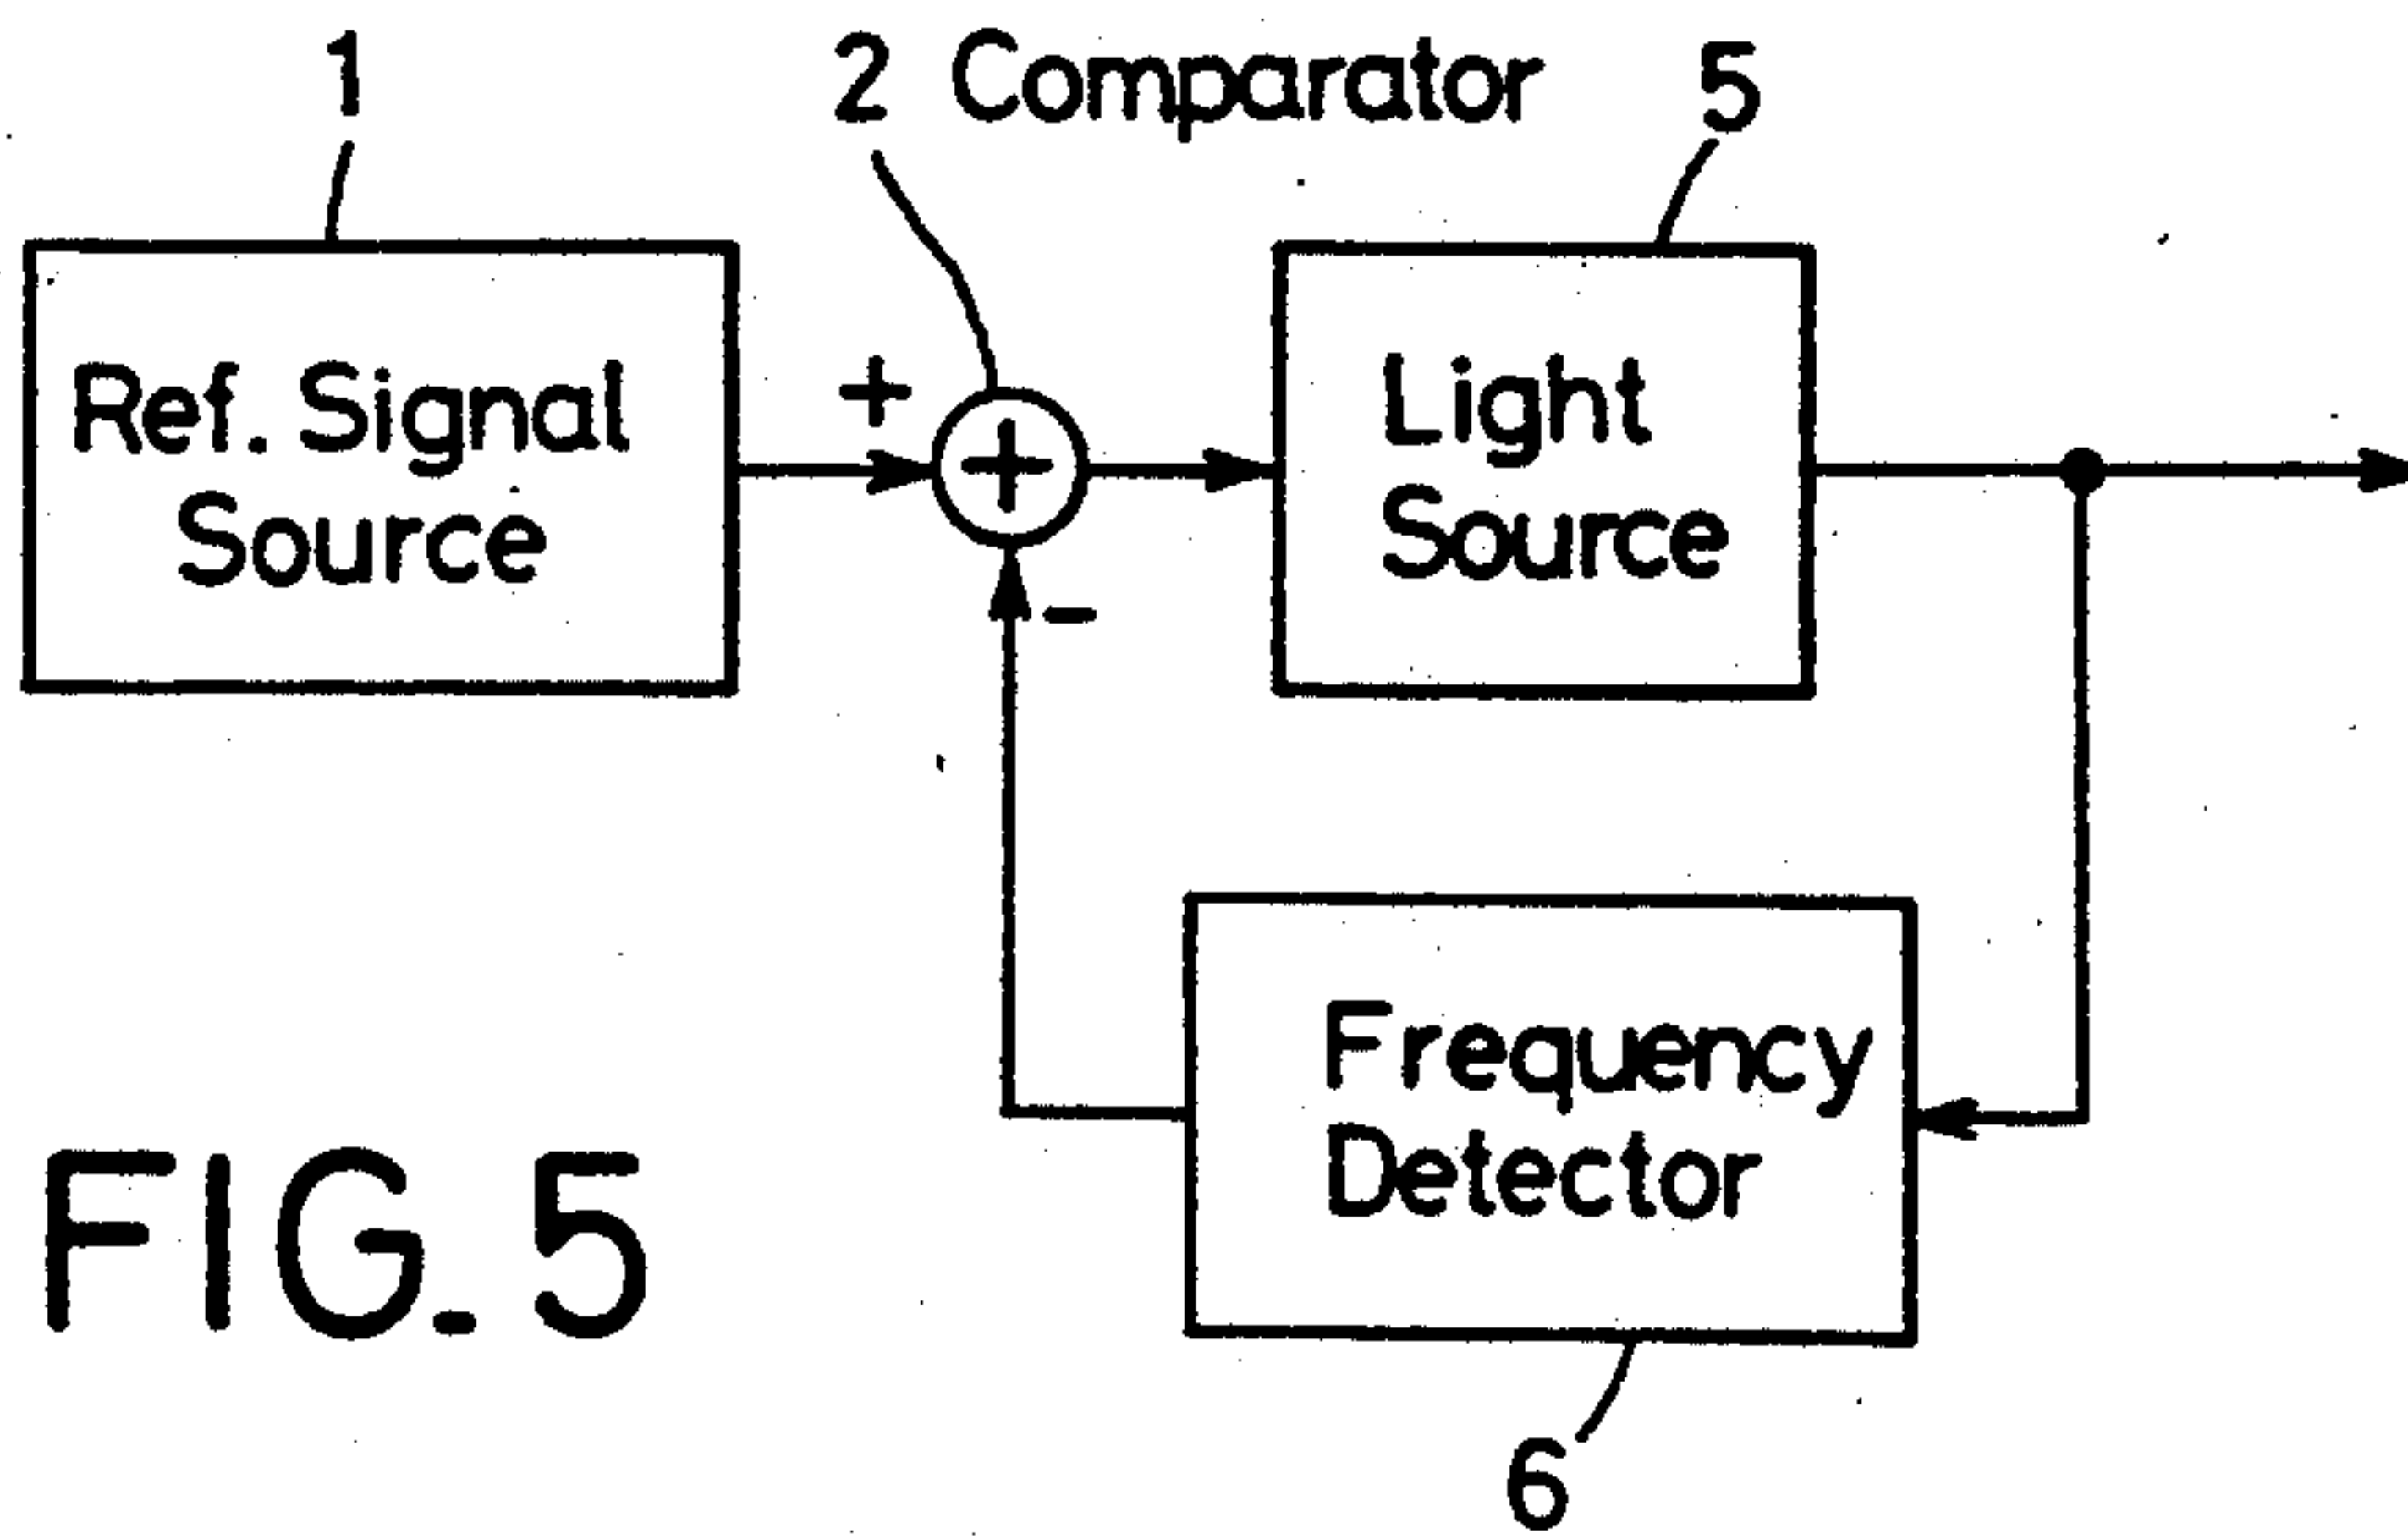 1
2 Comparator
5
Ref. Signal
Source
+
+
Light
Source
-
Frequency
Detector
6
FIG. 5